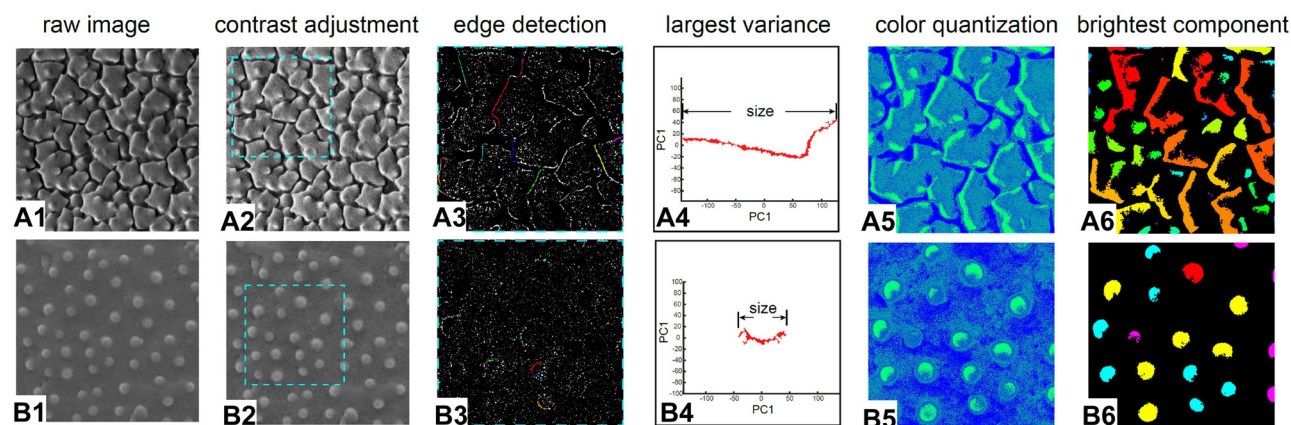 raw image
contrast adjustment
edge detection
largest variance
color quantization
brightest component
A1
A2
A3
100
80
60
40
20
0
-20
-40
-60
-80
PC1
size
-100
-50
0
50
100
PC1
A4
A5
A6
B1
B2
B3
100
80
60
40
20
0
-20
-40
-60
-80
-100
PC1
size
-100
-50
0
50
100
PC1
B4
B5
B6